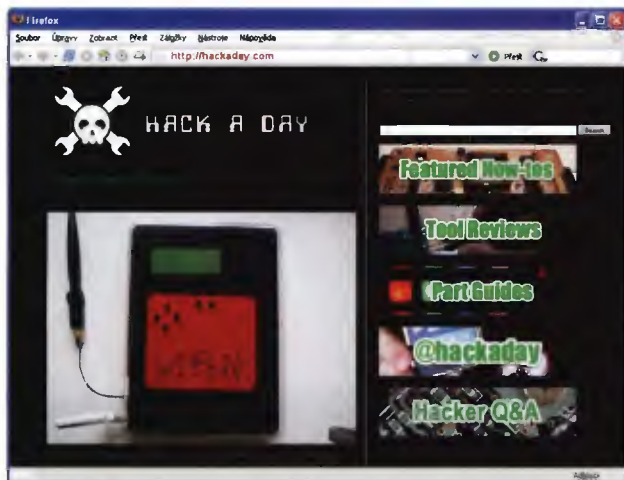 Firefox
Soubor Úpravy Zobrazit Přejít Záložky Nástroje Nápověda
http://hackaday.com Přejít
HACK A DAY
Search
Featured How-tos
Tool Reviews
Part Guides
@hackaday
Hacker Q&A